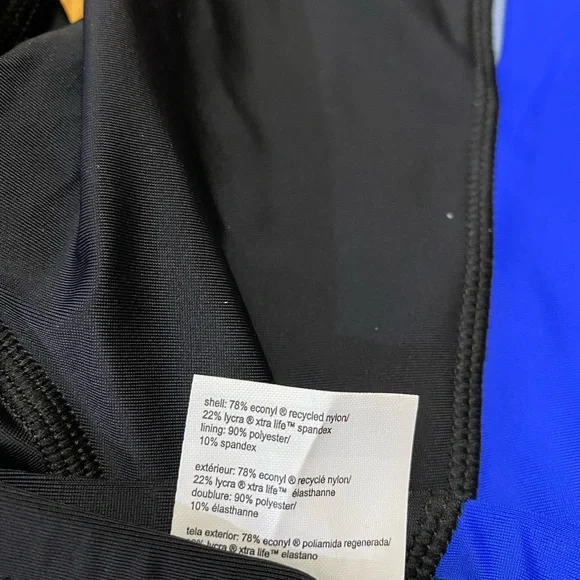 shell: 78% econyl ® recycled nylon/
22% lycra ® xtra life™ spandex
lining: 90% polyester/
10% spandex
extérieur: 78% econyl ® recyclé nylon/
22% lycra ® xtra life™ élasthanne
doublure: 90% polyester/
10% élasthanne
tela exterior: 78% econyl ® poliamida regenerada/
lycra ® xtra life™ elastano